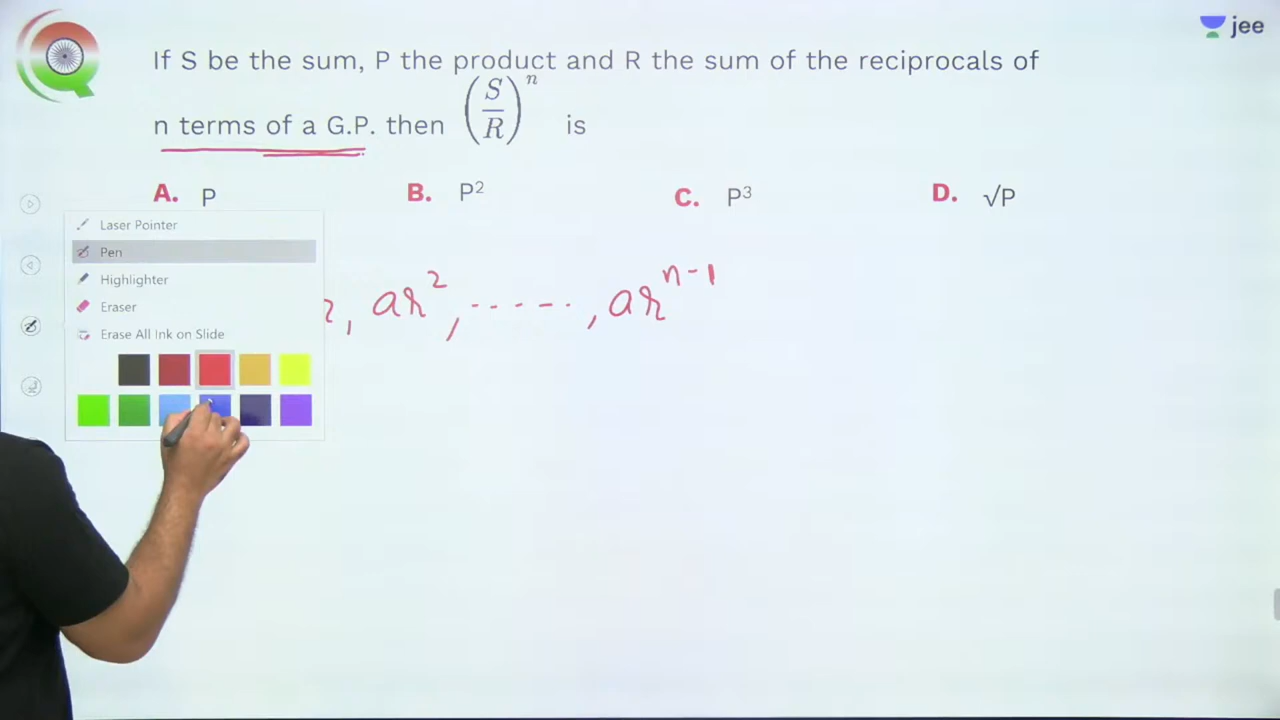 jee
If S be the sum, P the product and R the sum of the reciprocals of
n terms of a G.P. then (S/R)^n is
A. P B. P² C. P³ D. √P
Laser Pointer
Pen
Highlighter
Eraser
Erase All Ink on Slide
, ar², ....., ar^(n-1)